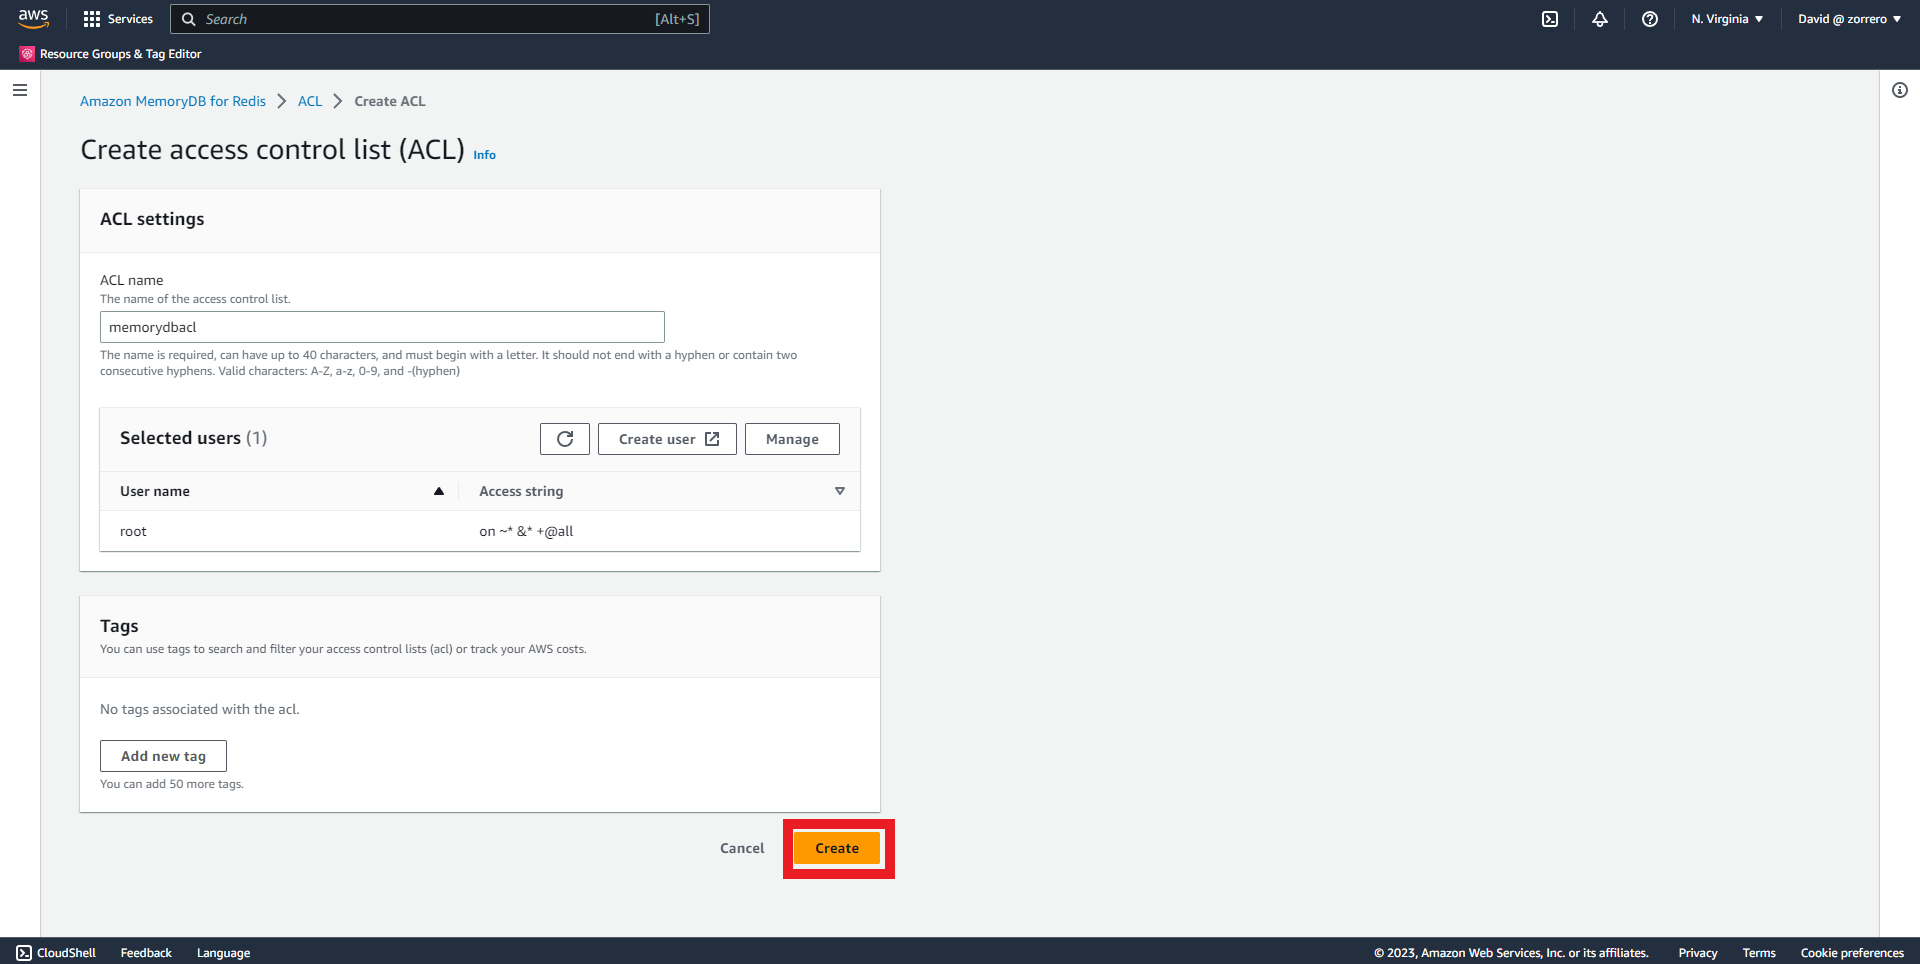 aws Services Search [Alt+S] N. Virginia David @ zorrero
Resource Groups & Tag Editor
Amazon MemoryDB for Redis ACL Create ACL
Create access control list (ACL) Info
ACL settings
ACL name
The name of the access control list.
memorydbacl
The name is required, can have up to 40 characters, and must begin with a letter. It should not end with a hyphen or contain two
consecutive hyphens. Valid characters: A-Z, a-z, 0-9, and -(hyphen)
Selected users (1) Create user Manage
User name Access string
root on ~* &* +@all
Tags
You can use tags to search and filter your access control lists (acl) or track your AWS costs.
No tags associated with the acl.
Add new tag
You can add 50 more tags.
Cancel Create
CloudShell Feedback Language © 2023, Amazon Web Services, Inc. or its affiliates. Privacy Terms Cookie preferences